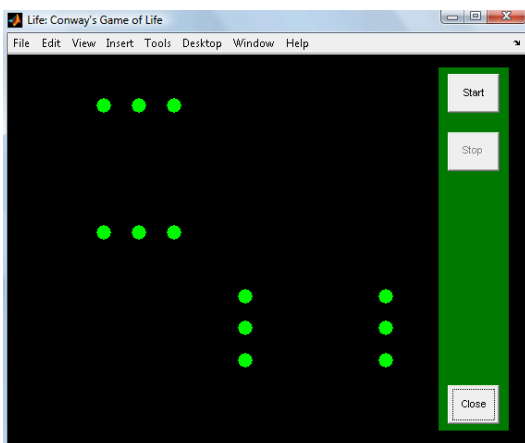 Life: Conway's Game of Life
File Edit View Insert Tools Desktop Window Help
Start
Stop
Close